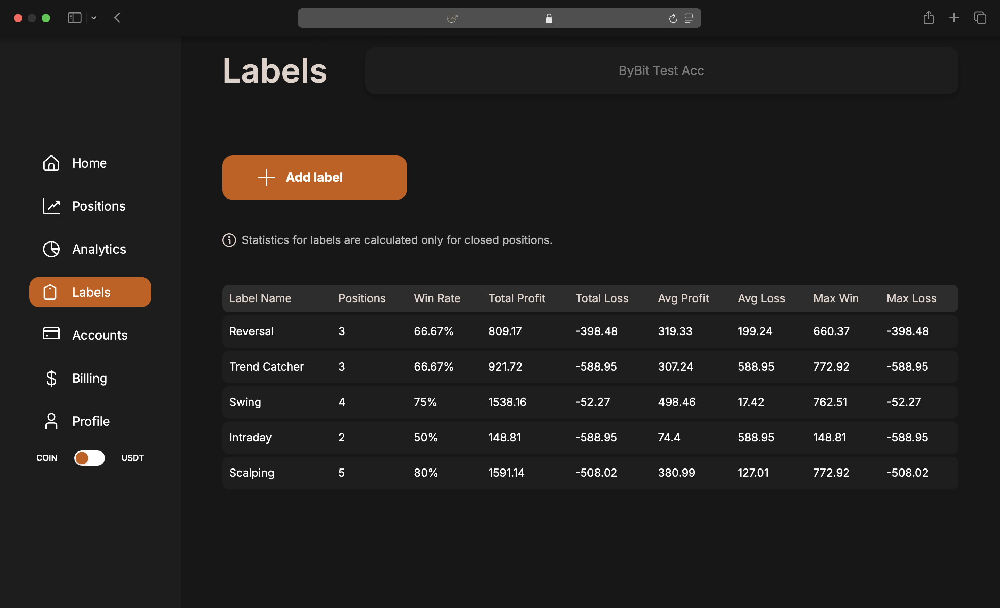 Labels
ByBit Test Acc
Home
Positions
Analytics
Labels
Accounts
Billing
Profile
COIN USDT
Add label
Statistics for labels are calculated only for closed positions.
Label Name Positions Win Rate Total Profit Total Loss Avg Profit Avg Loss Max Win Max Loss
Reversal 3 66.67% 809.17 -398.48 319.33 199.24 660.37 -398.48
Trend Catcher 3 66.67% 921.72 -588.95 307.24 588.95 772.92 -588.95
Swing 4 75% 1538.16 -52.27 498.46 17.42 762.51 -52.27
Intraday 2 50% 148.81 -588.95 74.4 588.95 148.81 -588.95
Scalping 5 80% 1591.14 -508.02 380.99 127.01 772.92 -508.02